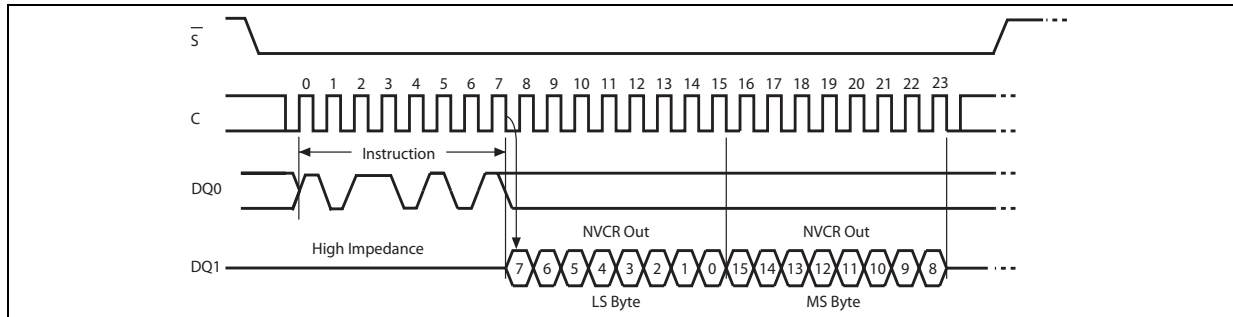 S
0 1 2 3 4 5 6 7 8 9 10 11 12 13 14 15 16 17 18 19 20 21 22 23
C
Instruction
DQ0
High Impedance
NVCR Out NVCR Out
DQ1
7 6 5 4 3 2 1 0 15 14 13 12 11 10 9 8
LS Byte MS Byte